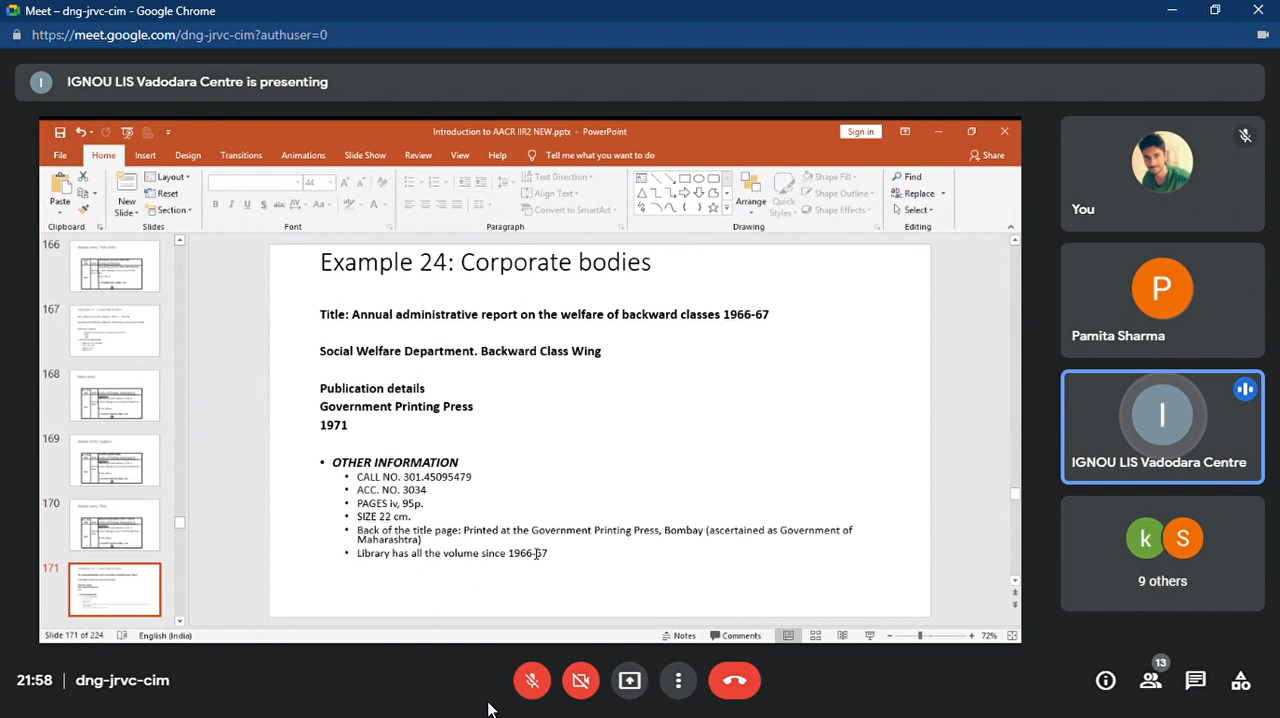 Meet – dng-jrvc-cim - Google Chrome
https://meet.google.com/dng-jrvc-cim?authuser=0
I IGNOU LIS Vadodara Centre is presenting
Introduction to AACR IIR2 NEW.pptx - PowerPoint
Sign in
File Home Insert Design Transitions Animations Slide Show Review View Help Tell me what you want to do Share
Paste
New Slide
Layout
Reset
Section
44
Text Direction
Align Text
Convert to SmartArt
Arrange
Quick Styles
Shape Fill
Shape Outline
Shape Effects
Find
Replace
Select
Clipboard Slides Font Paragraph Drawing Editing
166
167
168
169
170
171
Example 24: Corporate bodies
Title: Annual administrative report on the welfare of backward classes 1966-67
Social Welfare Department. Backward Class Wing
Publication details
Government Printing Press
1971
• OTHER INFORMATION
• CALL NO. 301.45095479
• ACC. NO. 3034
• PAGES iv, 95p.
• SIZE 22 cm.
• Back of the title page: Printed at the Government Printing Press, Bombay (ascertained as Government of
Maharashtra)
• Library has all the volume since 1966-67
Slide 171 of 224 English (India) Notes Comments 72%
You
P
Pamita Sharma
I
IGNOU LIS Vadodara Centre
k S
9 others
21:58 | dng-jrvc-cim
13